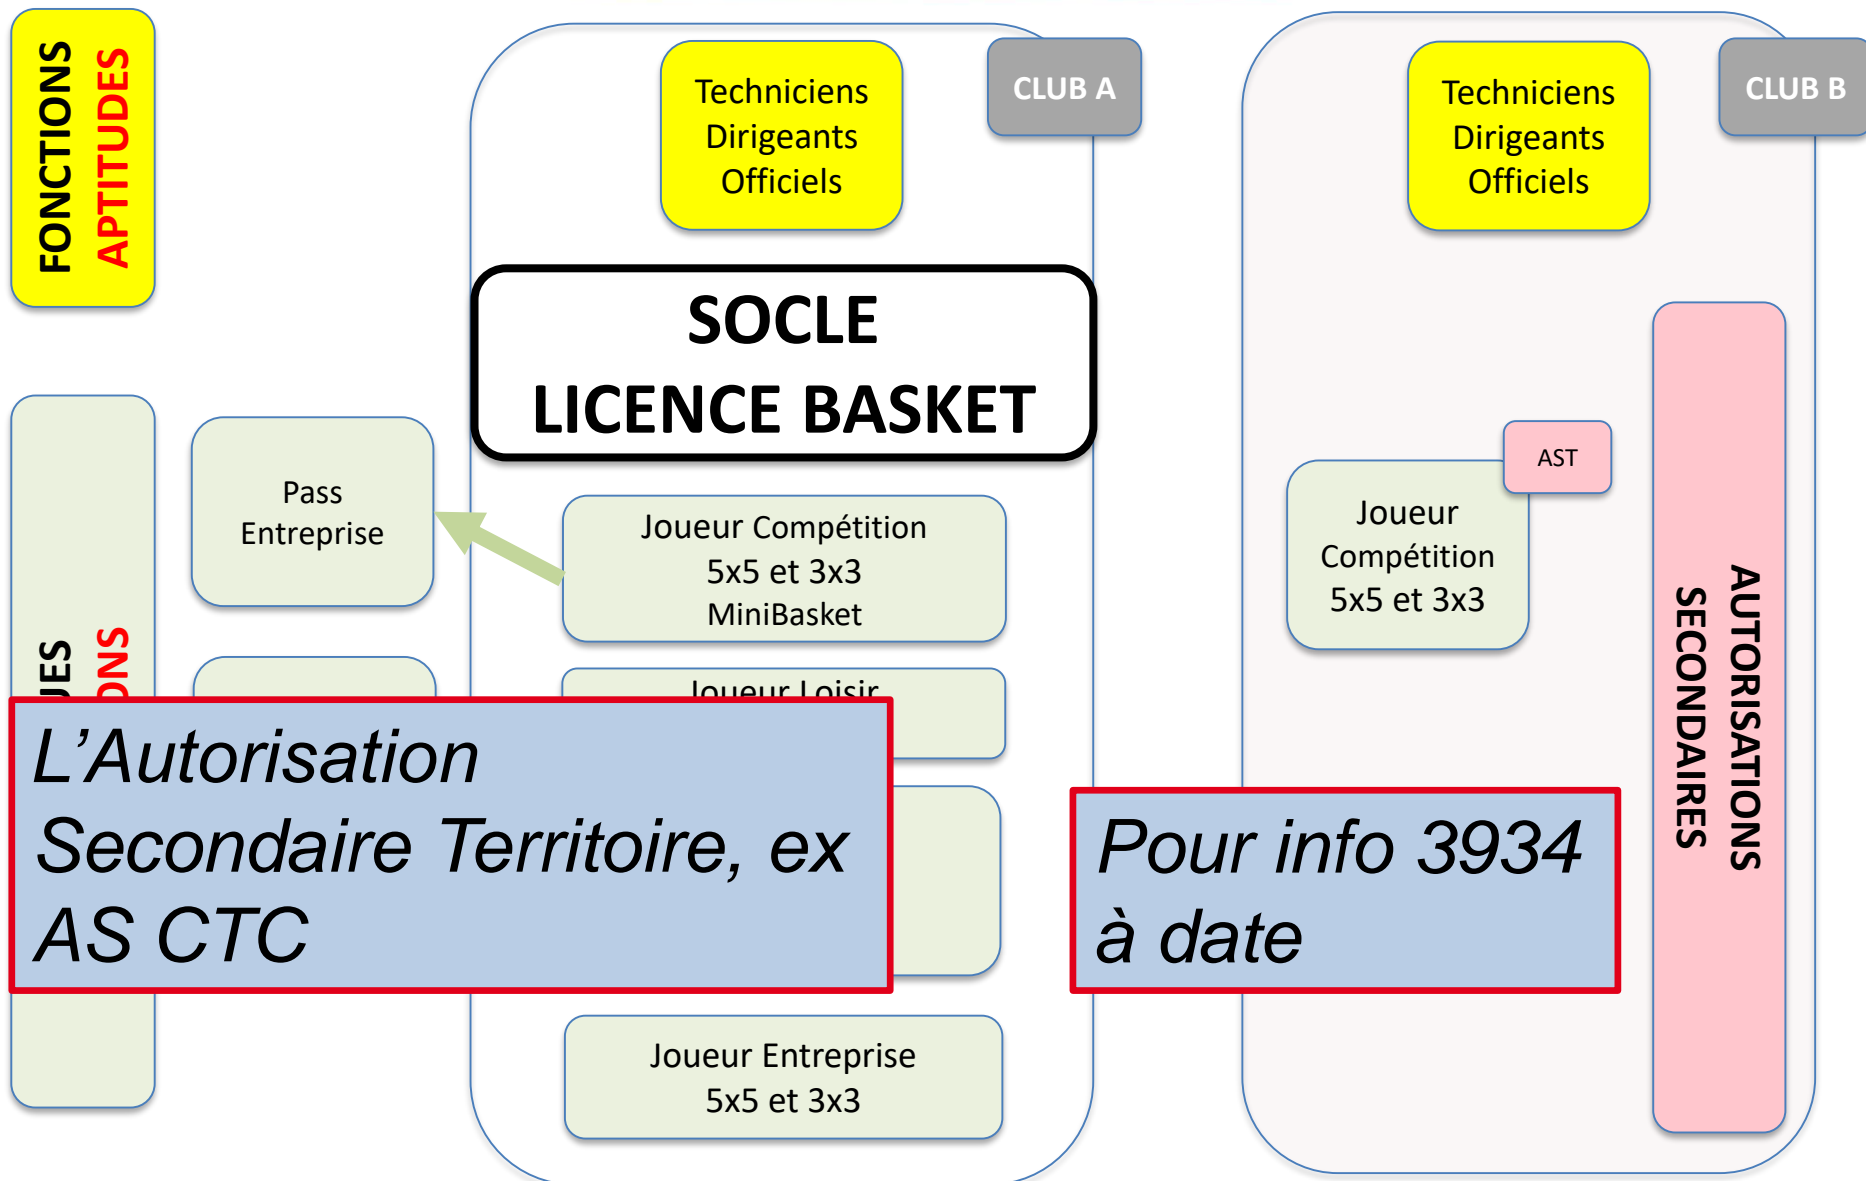 FONCTIONS
APTITUDES
Techniciens
Dirigeants
Officiels
CLUB A
SOCLE
LICENCE BASKET
Pass
Entreprise
Joueur Compétition
5x5 et 3x3
MiniBasket
Joueur Loisir
L’Autorisation
Secondaire Territoire, ex
AS CTC
Joueur Entreprise
5x5 et 3x3
Techniciens
Dirigeants
Officiels
CLUB B
AST
Joueur
Compétition
5x5 et 3x3
AUTORISATIONS
SECONDAIRES
Pour info 3934
à date